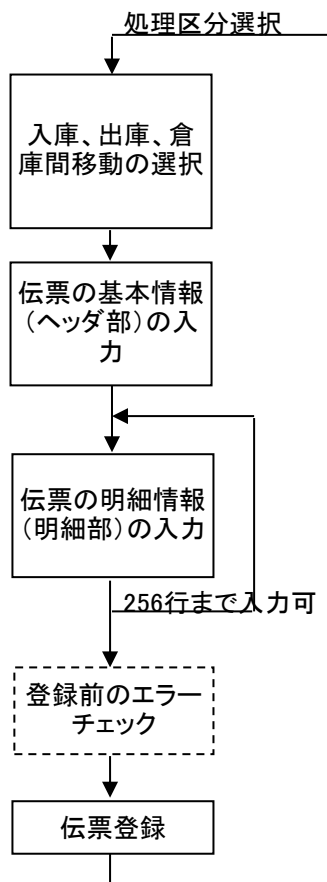 処理区分選択
入庫、出庫、倉
庫間移動の選択
伝票の基本情報
（ヘッダ部）の入
力
伝票の明細情報
（明細部）の入力
256行まで入力可
登録前のエラー
チェック
伝票登録